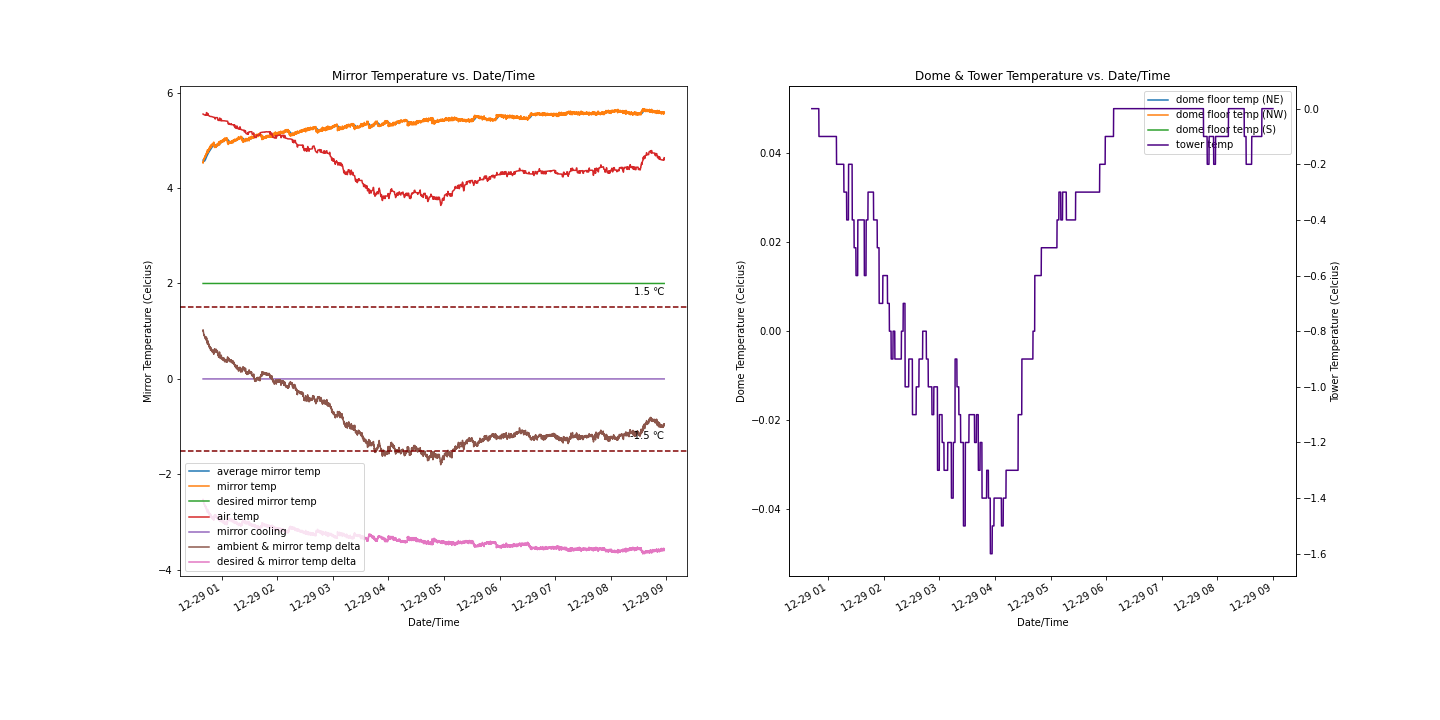 Mirror Temperature vs. Date/Time
Mirror Temperature (Celcius)
6
4
2
0
−2
−4
1.5 °C
-1.5 °C
average mirror temp
mirror temp
desired mirror temp
air temp
mirror cooling
ambient & mirror temp delta
desired & mirror temp delta
12-29 01
12-29 02
12-29 03
12-29 04
12-29 05
12-29 06
12-29 07
12-29 08
12-29 09
Date/Time
Dome & Tower Temperature vs. Date/Time
Dome Temperature (Celcius)
0.04
0.02
0.00
−0.02
−0.04
dome floor temp (NE)
dome floor temp (NW)
dome floor temp (S)
tower temp
0.0
−0.2
−0.4
−0.6
−0.8
−1.0
−1.2
−1.4
−1.6
Tower Temperature (Celcius)
12-29 01
12-29 02
12-29 03
12-29 04
12-29 05
12-29 06
12-29 07
12-29 08
12-29 09
Date/Time